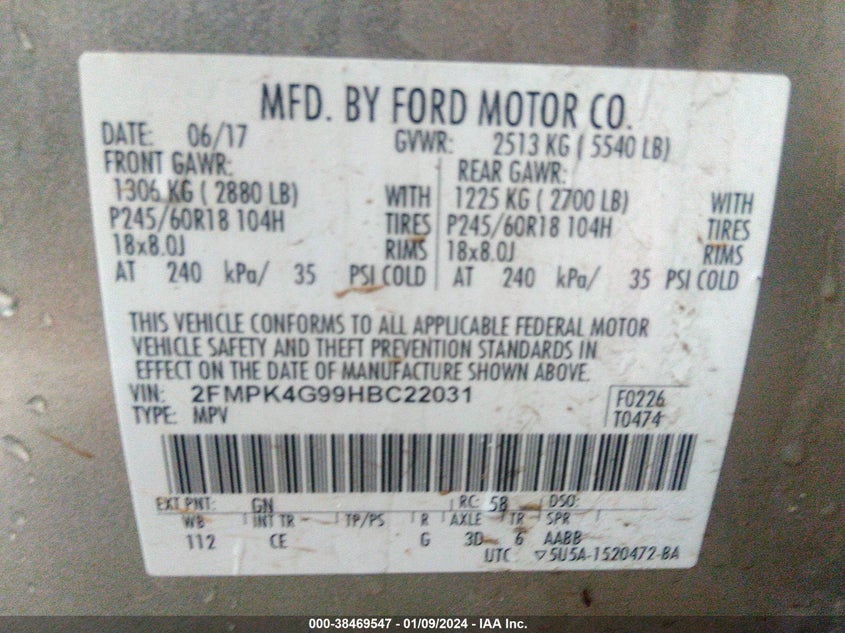 MFD. BY FORD MOTOR CO.
DATE: 06/17 GVWR: 2513 KG ( 5540 LB)
FRONT GAWR: REAR GAWR:
1306 KG ( 2880 LB) WITH 1225 KG ( 2700 LB) WITH
P245/60R18 104H TIRES P245/60R18 104H TIRES
18x8.0J RIMS 18x8.0J RIMS
AT 240 kPa/ 35 PSI COLD AT 240 kPa/ 35 PSI COLD
THIS VEHICLE CONFORMS TO ALL APPLICABLE FEDERAL MOTOR
VEHICLE SAFETY AND THEFT PREVENTION STANDARDS IN
EFFECT ON THE DATE OF MANUFACTURE SHOWN ABOVE.
VIN: 2FMPK4G99HBC22031 F0226
TYPE: MPV T0474
EXT PNT: GN RC: 58 DSO:
WB INT TR TP/PS R AXLE TR SPR
112 CE G 3D 6 AABB
UTC ▽5U5A-1520472-BA
000-38469547 - 01/09/2024 - IAA Inc.